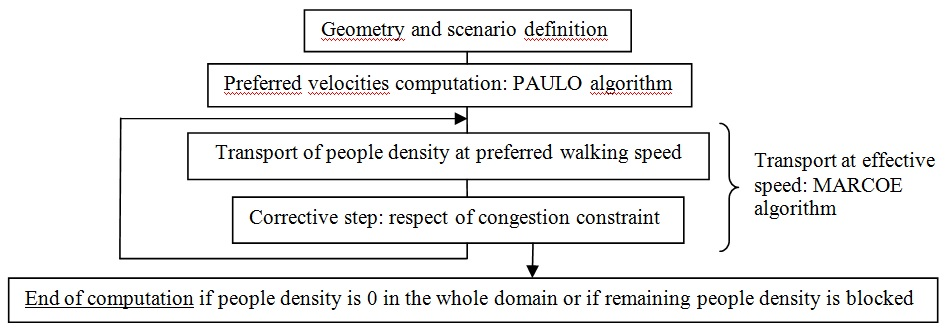 Geometry and scenario definition
Preferred velocities computation: PAULO algorithm
Transport of people density at preferred walking speed
Corrective step: respect of congestion constraint
Transport at effective
speed: MARCOE
algorithm
End of computation if people density is 0 in the whole domain or if remaining people density is blocked